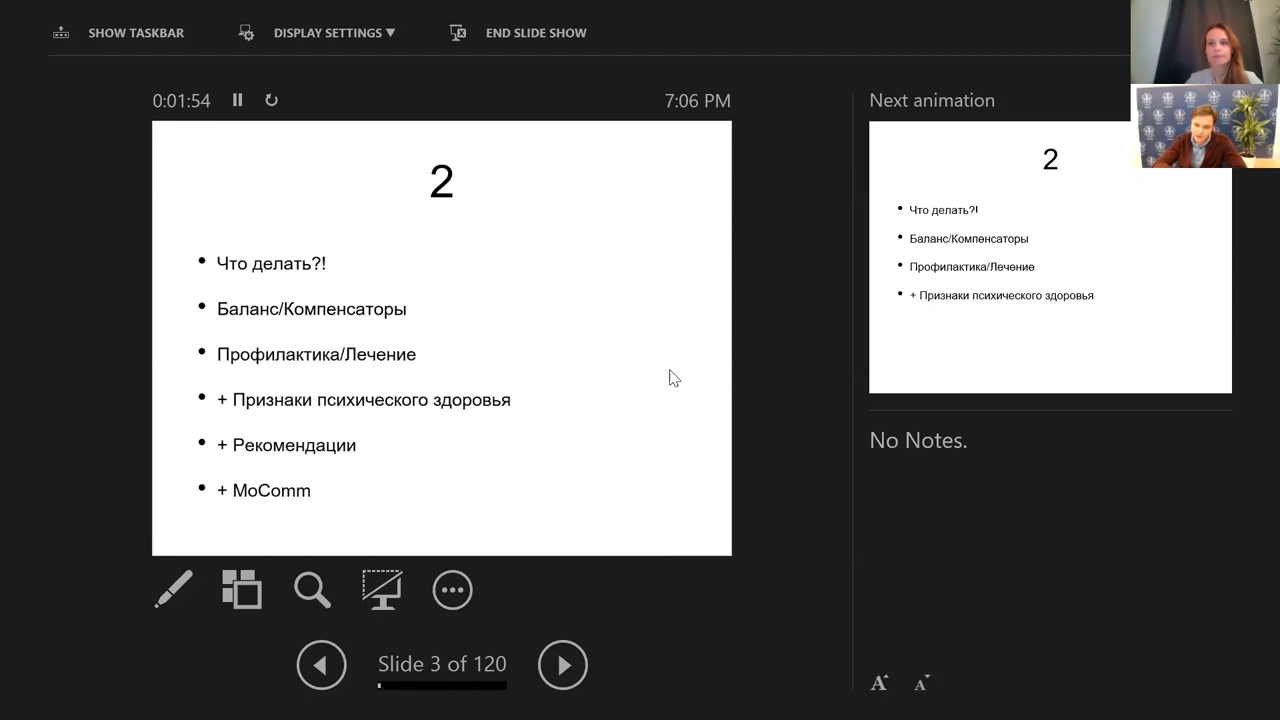 SHOW TASKBAR
DISPLAY SETTINGS ▼
END SLIDE SHOW
0:01:54
7:06 PM
2
• Что делать?!
• Баланс/Компенсаторы
• Профилактика/Лечение
• + Признаки психического здоровья
• + Рекомендации
• + MoComm
Slide 3 of 120
Next animation
2
• Что делать?!
• Баланс/Компенсаторы
• Профилактика/Лечение
• + Признаки психического здоровья
No Notes.
A A